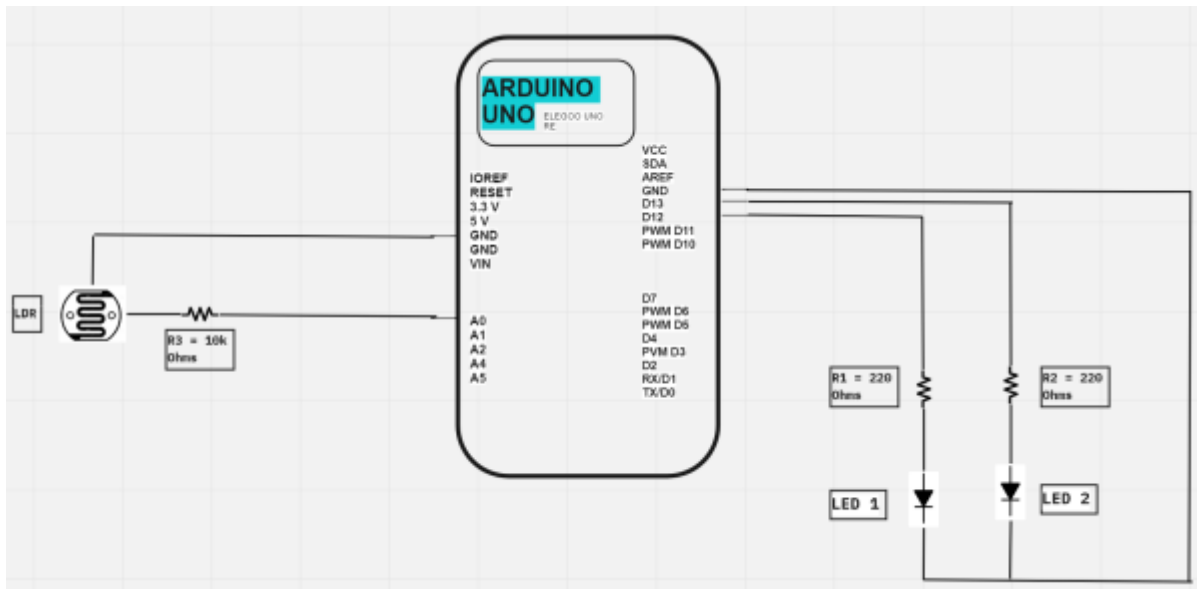 ARDUINO
UNO
ELEGOO UNO
RE
IOREF
RESET
3.3 V
5 V
GND
GND
VIN
A0
A1
A2
A4
A5
VCC
SDA
AREF
GND
D13
D12
PWM D11
PWM D10
D7
PWM D6
PWM D5
D4
PVM D3
D2
RX/D1
TX/D0
LDR
R3 = 10k
Ohms
R1 = 220
Ohms
R2 = 220
Ohms
LED 1
LED 2